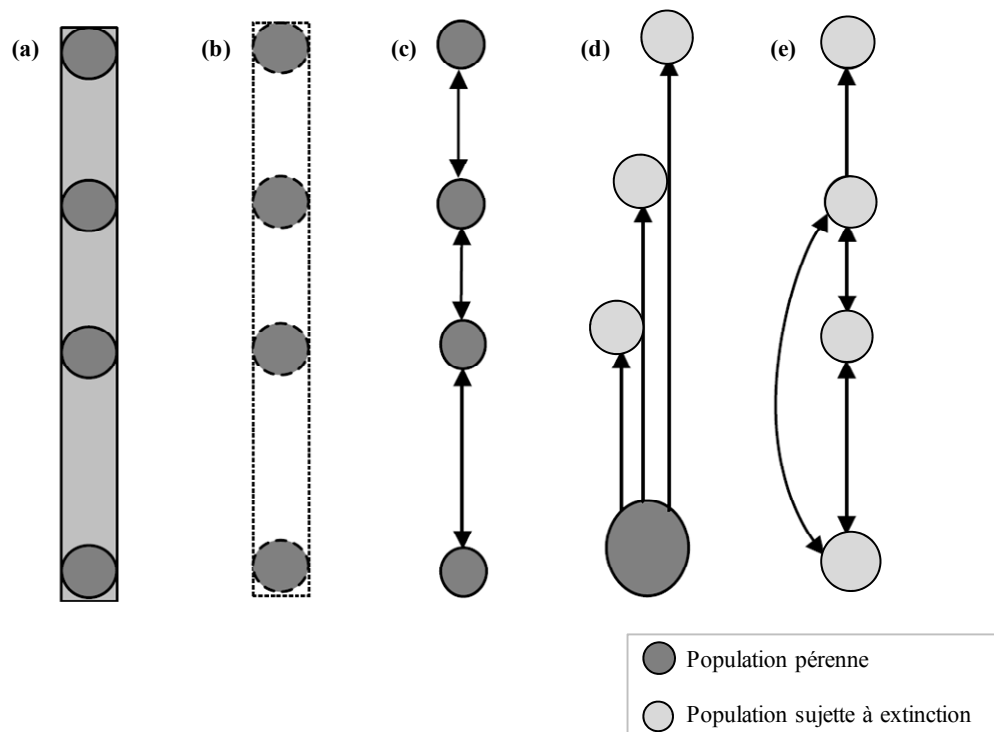 (a) (b) (c) (d) (e)
Population pérenne
Population sujette à extinction